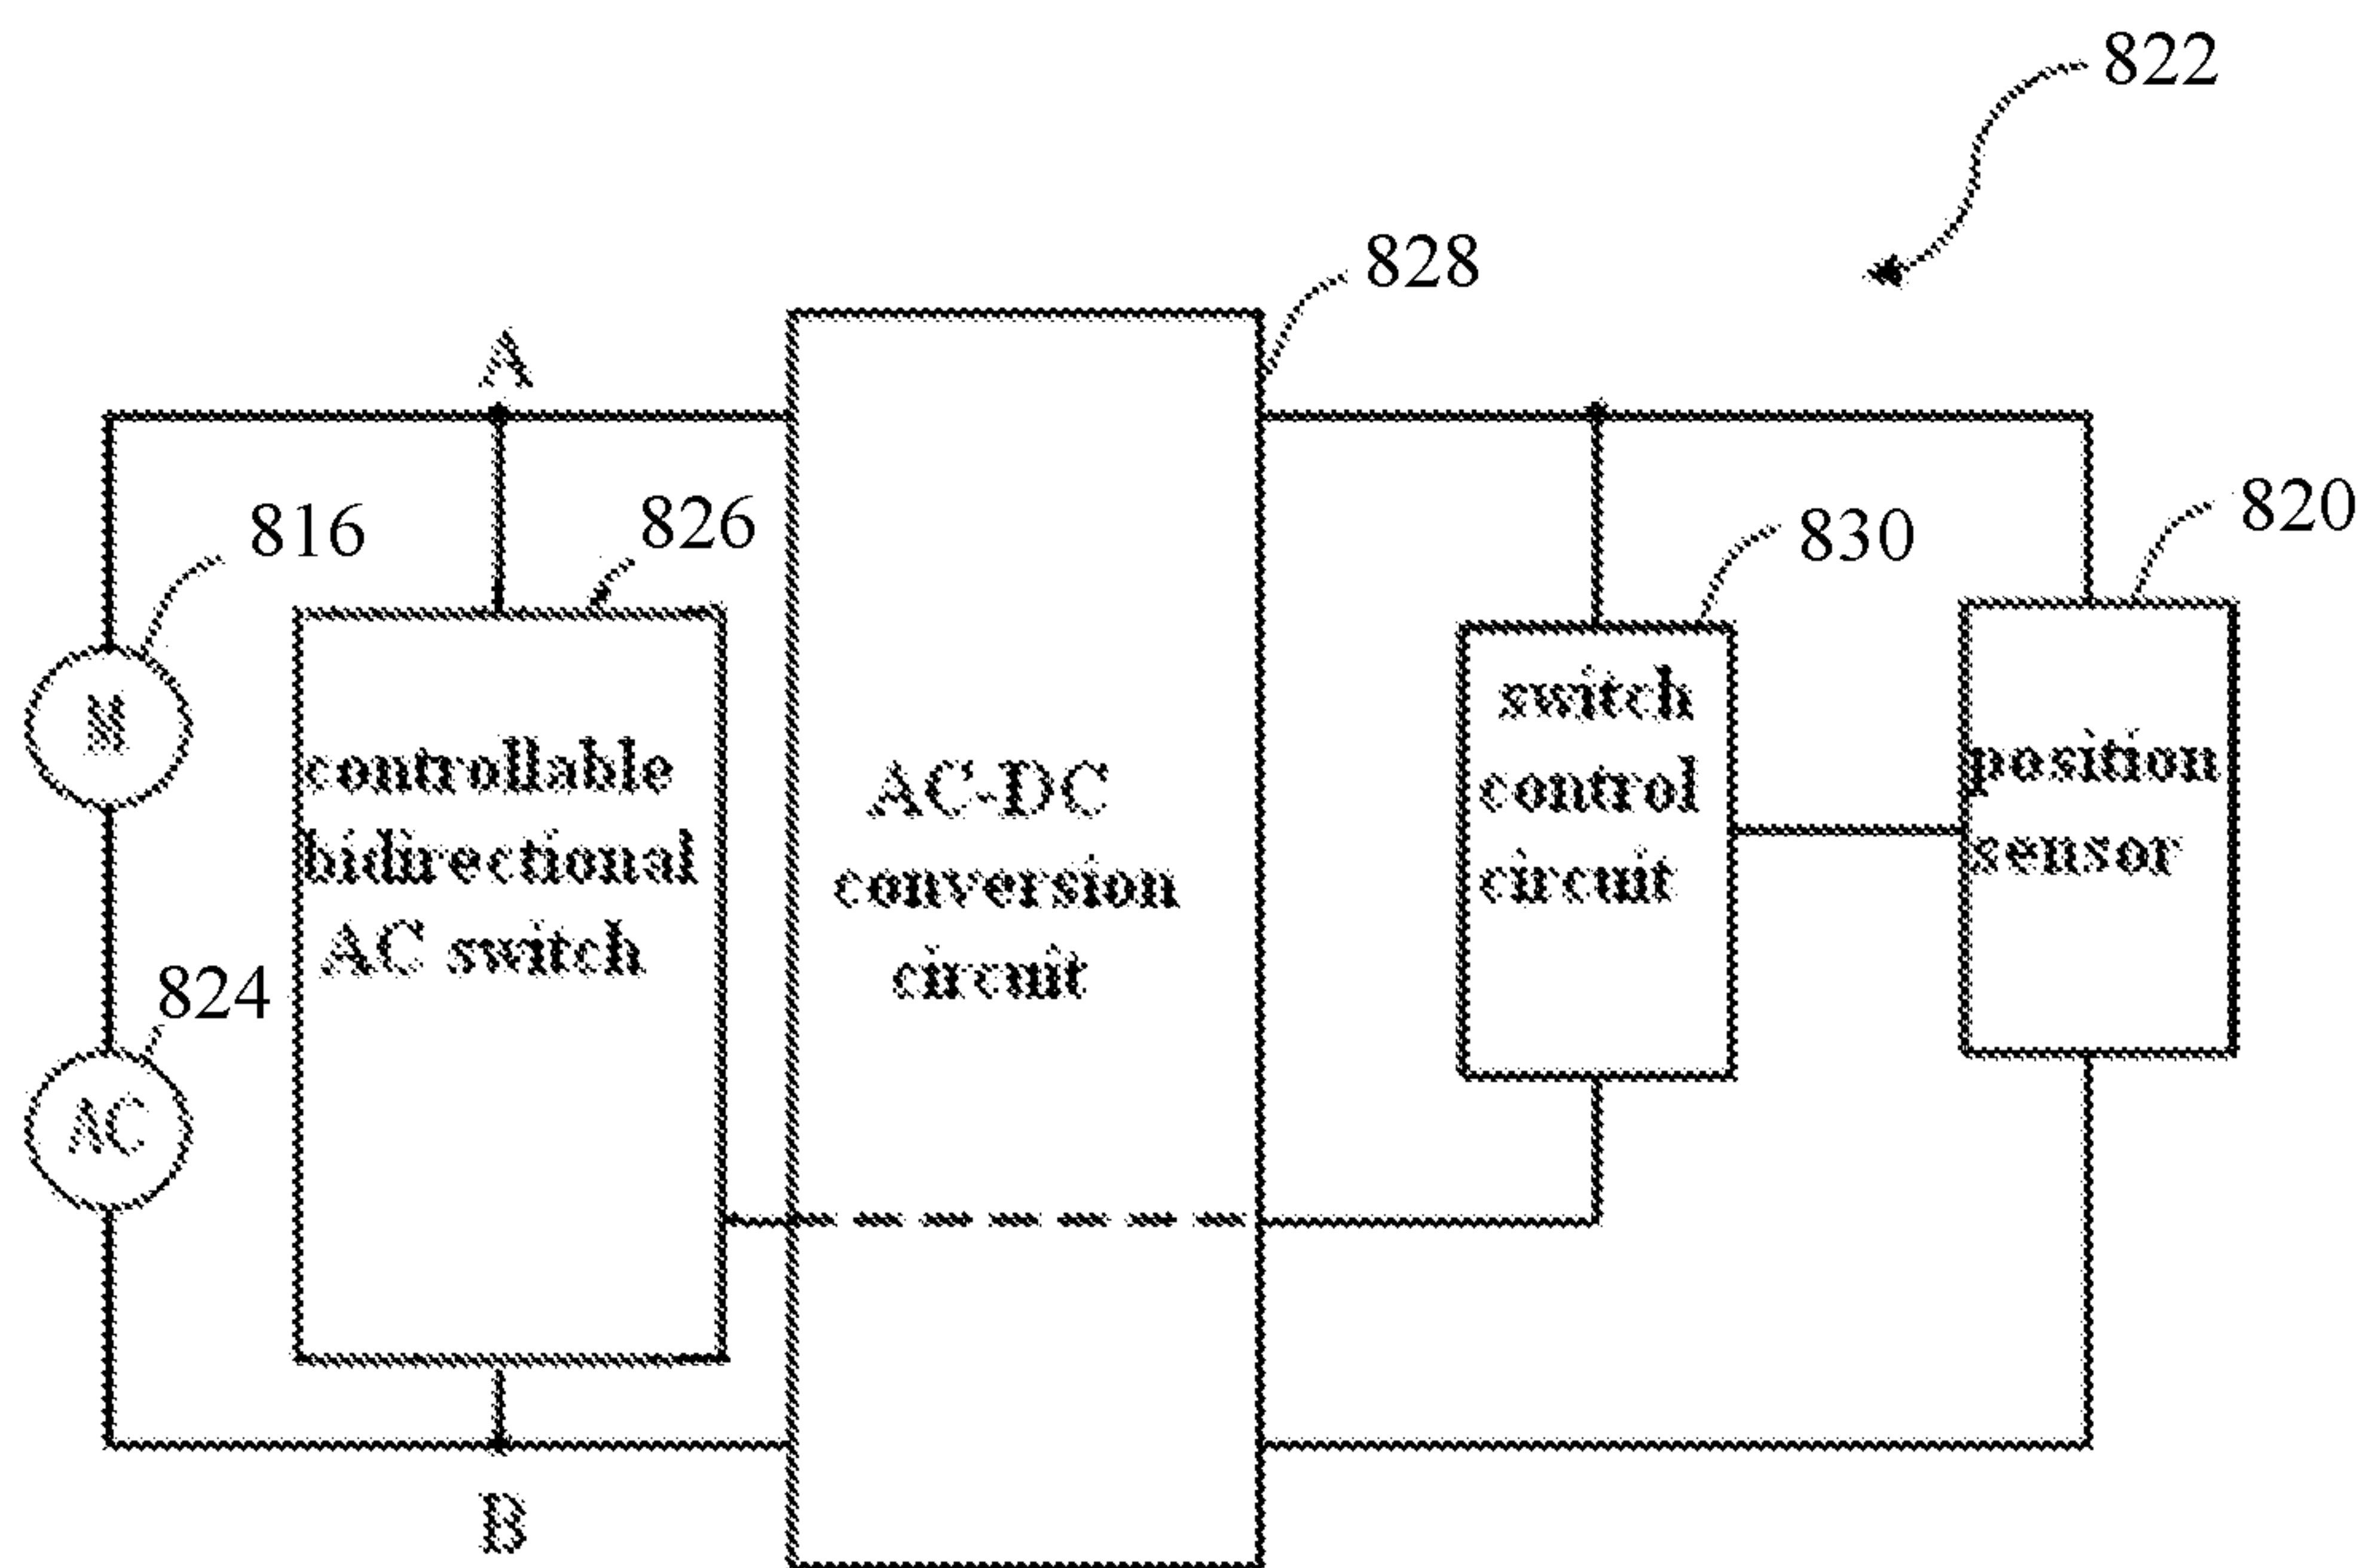 822
828
A
816
826
830
820
M
controllable
bidirectional
AC switch
AC-DC
conversion
circuit
switch
control
circuit
position
sensor
824
AC
B